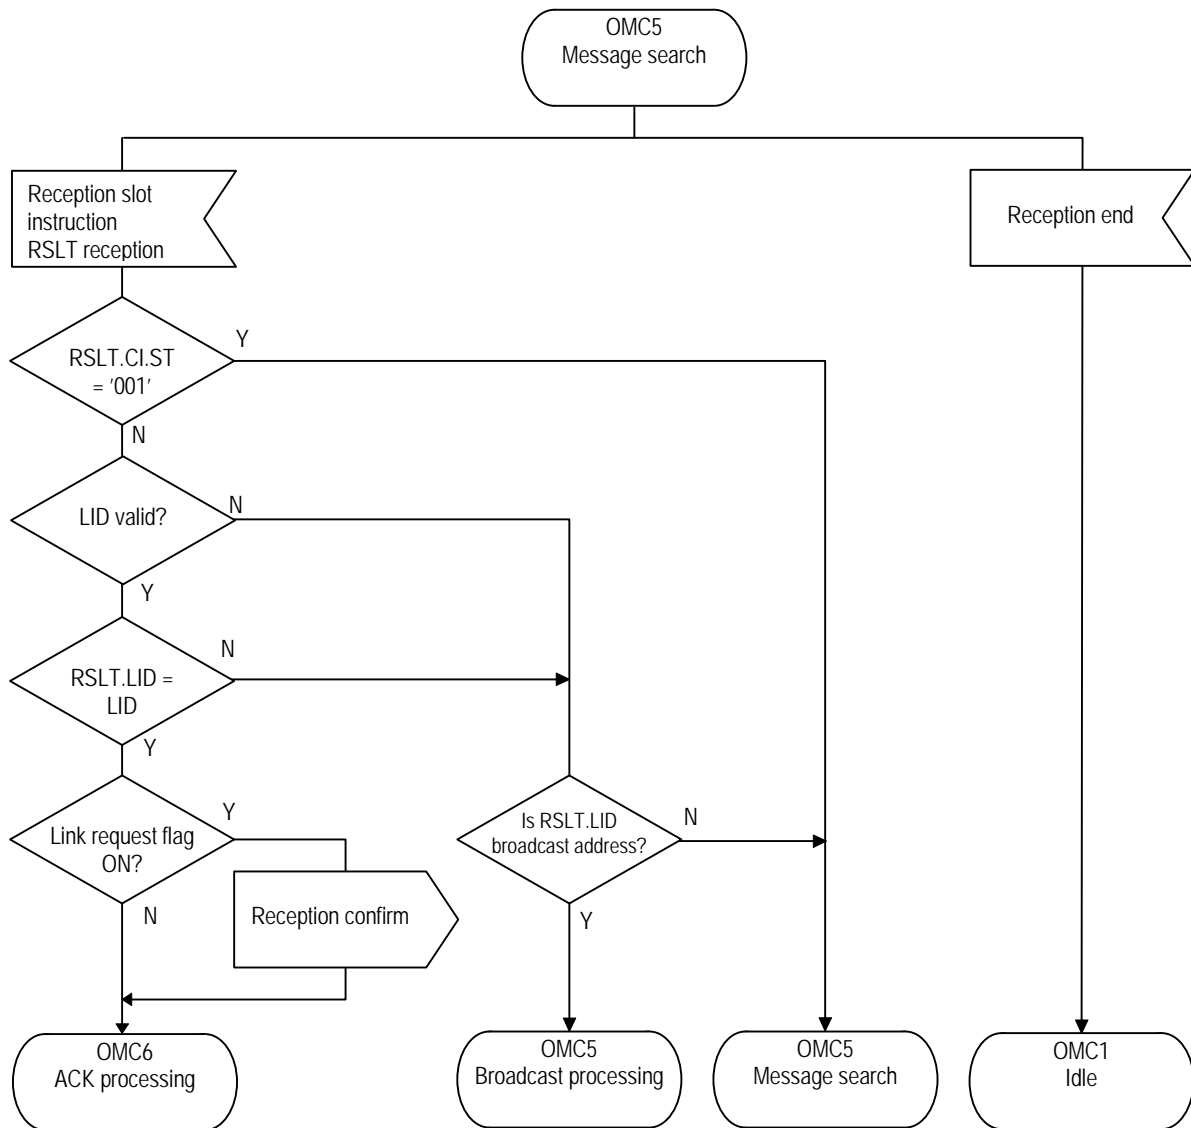 OMC5
Message search
Reception slot
instruction
RSLT reception
Reception end
RSLT.CI.ST
= '001'
Y
N
LID valid?
N
Y
RSLT.LID =
LID
N
Y
Link request flag
ON?
Y
N
Reception confirm
Is RSLT.LID
broadcast address?
N
Y
OMC6
ACK processing
OMC5
Broadcast processing
OMC5
Message search
OMC1
Idle